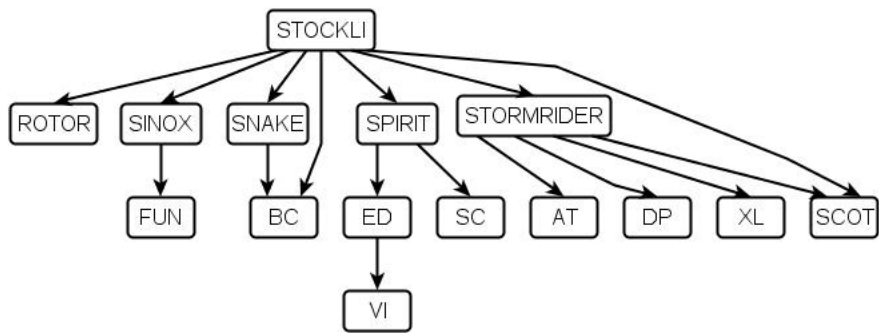 STOCKLI
ROTOR SINOX SNAKE SPIRIT STORMRIDER
FUN BC ED SC AT DP XL SCOT
VI